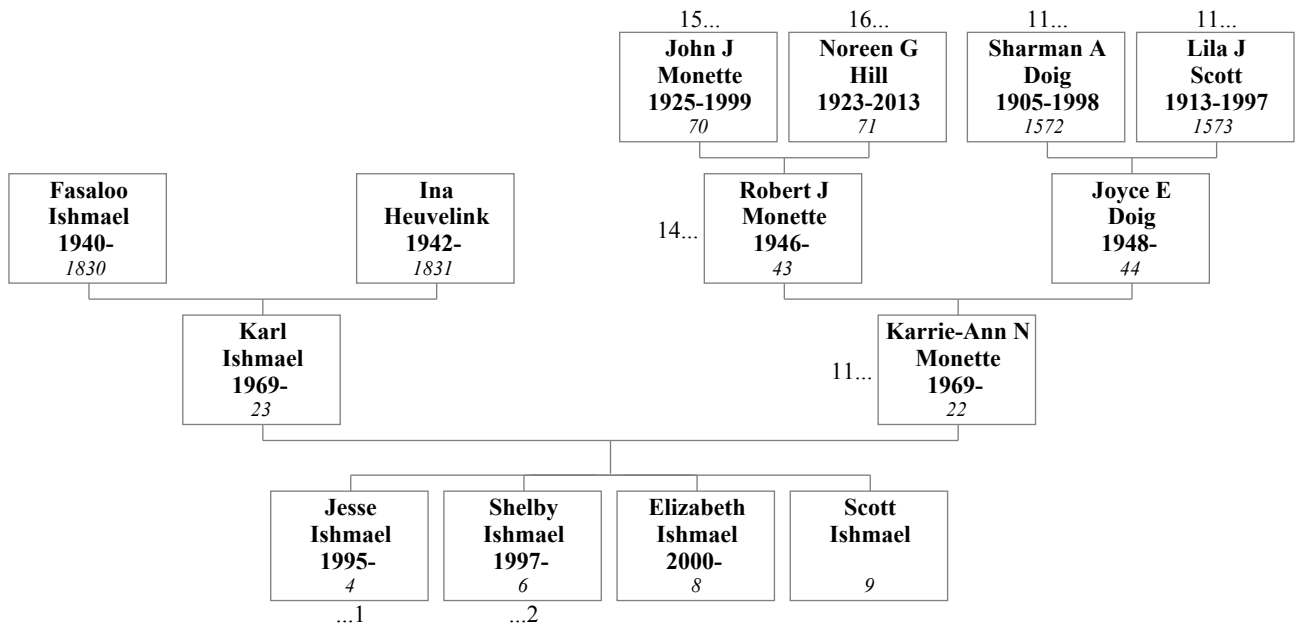 15...
16...
11...
11...
John J
Monette
1925-1999
70
Noreen G
Hill
1923-2013
71
Sharman A
Doig
1905-1998
1572
Lila J
Scott
1913-1997
1573
Fasaloo
Ishmael
1940-
1830
Ina
Heuvelink
1942-
1831
14...
Robert J
Monette
1946-
43
Joyce E
Doig
1948-
44
Karl
Ishmael
1969-
23
11...
Karrie-Ann N
Monette
1969-
22
Jesse
Ishmael
1995-
4
Shelby
Ishmael
1997-
6
Elizabeth
Ishmael
2000-
8
Scott
Ishmael
9
...1
...2